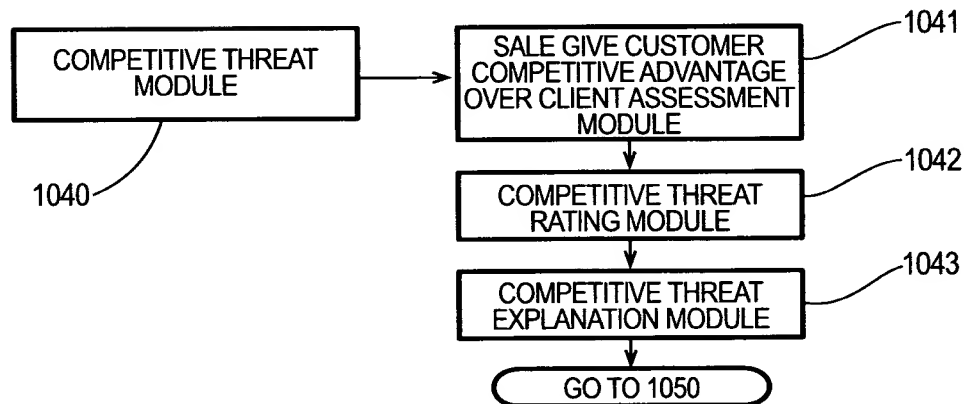 COMPETITIVE THREAT
MODULE
1040
SALE GIVE CUSTOMER
COMPETITIVE ADVANTAGE
OVER CLIENT ASSESSMENT
MODULE
1041
COMPETITIVE THREAT
RATING MODULE
1042
COMPETITIVE THREAT
EXPLANATION MODULE
1043
GO TO 1050